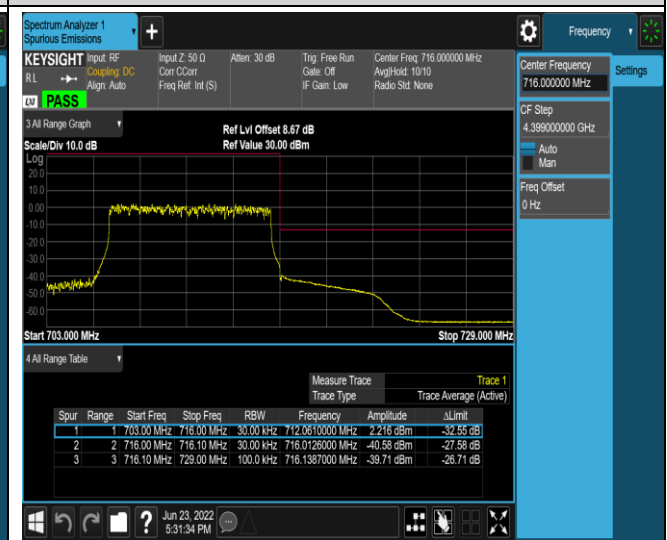 Spectrum Analyzer 1
Spurious Emissions
Frequency
KEYSIGHT Input: RF Input Z: 50 Ω Atten: 30 dB Trig: Free Run Center Freq: 716.000000 MHz
RL Coupling: DC Corr CCorr Gate: Off Avg|Hold: 10/10
Align: Auto Freq Ref: Int (S) IF Gain: Low Radio Std: None
LXI PASS
Center Frequency
716.000000 MHz
Settings
CF Step
4.399000000 GHz
Auto
Man
Freq Offset
0 Hz
3 All Range Graph
Ref Lvl Offset 8.67 dB
Scale/Div 10.0 dB Ref Value 30.00 dBm
Log
20.0
10.0
0.00
-10.0
-20.0
-30.0
-40.0
-50.0
-60.0
Start 703.000 MHz Stop 729.000 MHz
4 All Range Table
Measure Trace Trace 1
Trace Type Trace Average (Active)
Spur Range Start Freq Stop Freq RBW Frequency Amplitude ΔLimit
1 1 703.00 MHz 716.00 MHz 30.00 kHz 712.0610000 MHz 2.216 dBm -32.55 dB
2 2 716.00 MHz 716.10 MHz 30.00 kHz 716.0126000 MHz -40.58 dBm -27.58 dB
3 3 716.10 MHz 729.00 MHz 100.0 kHz 716.1387000 MHz -39.71 dBm -26.71 dB
Jun 23, 2022
5:31:34 PM